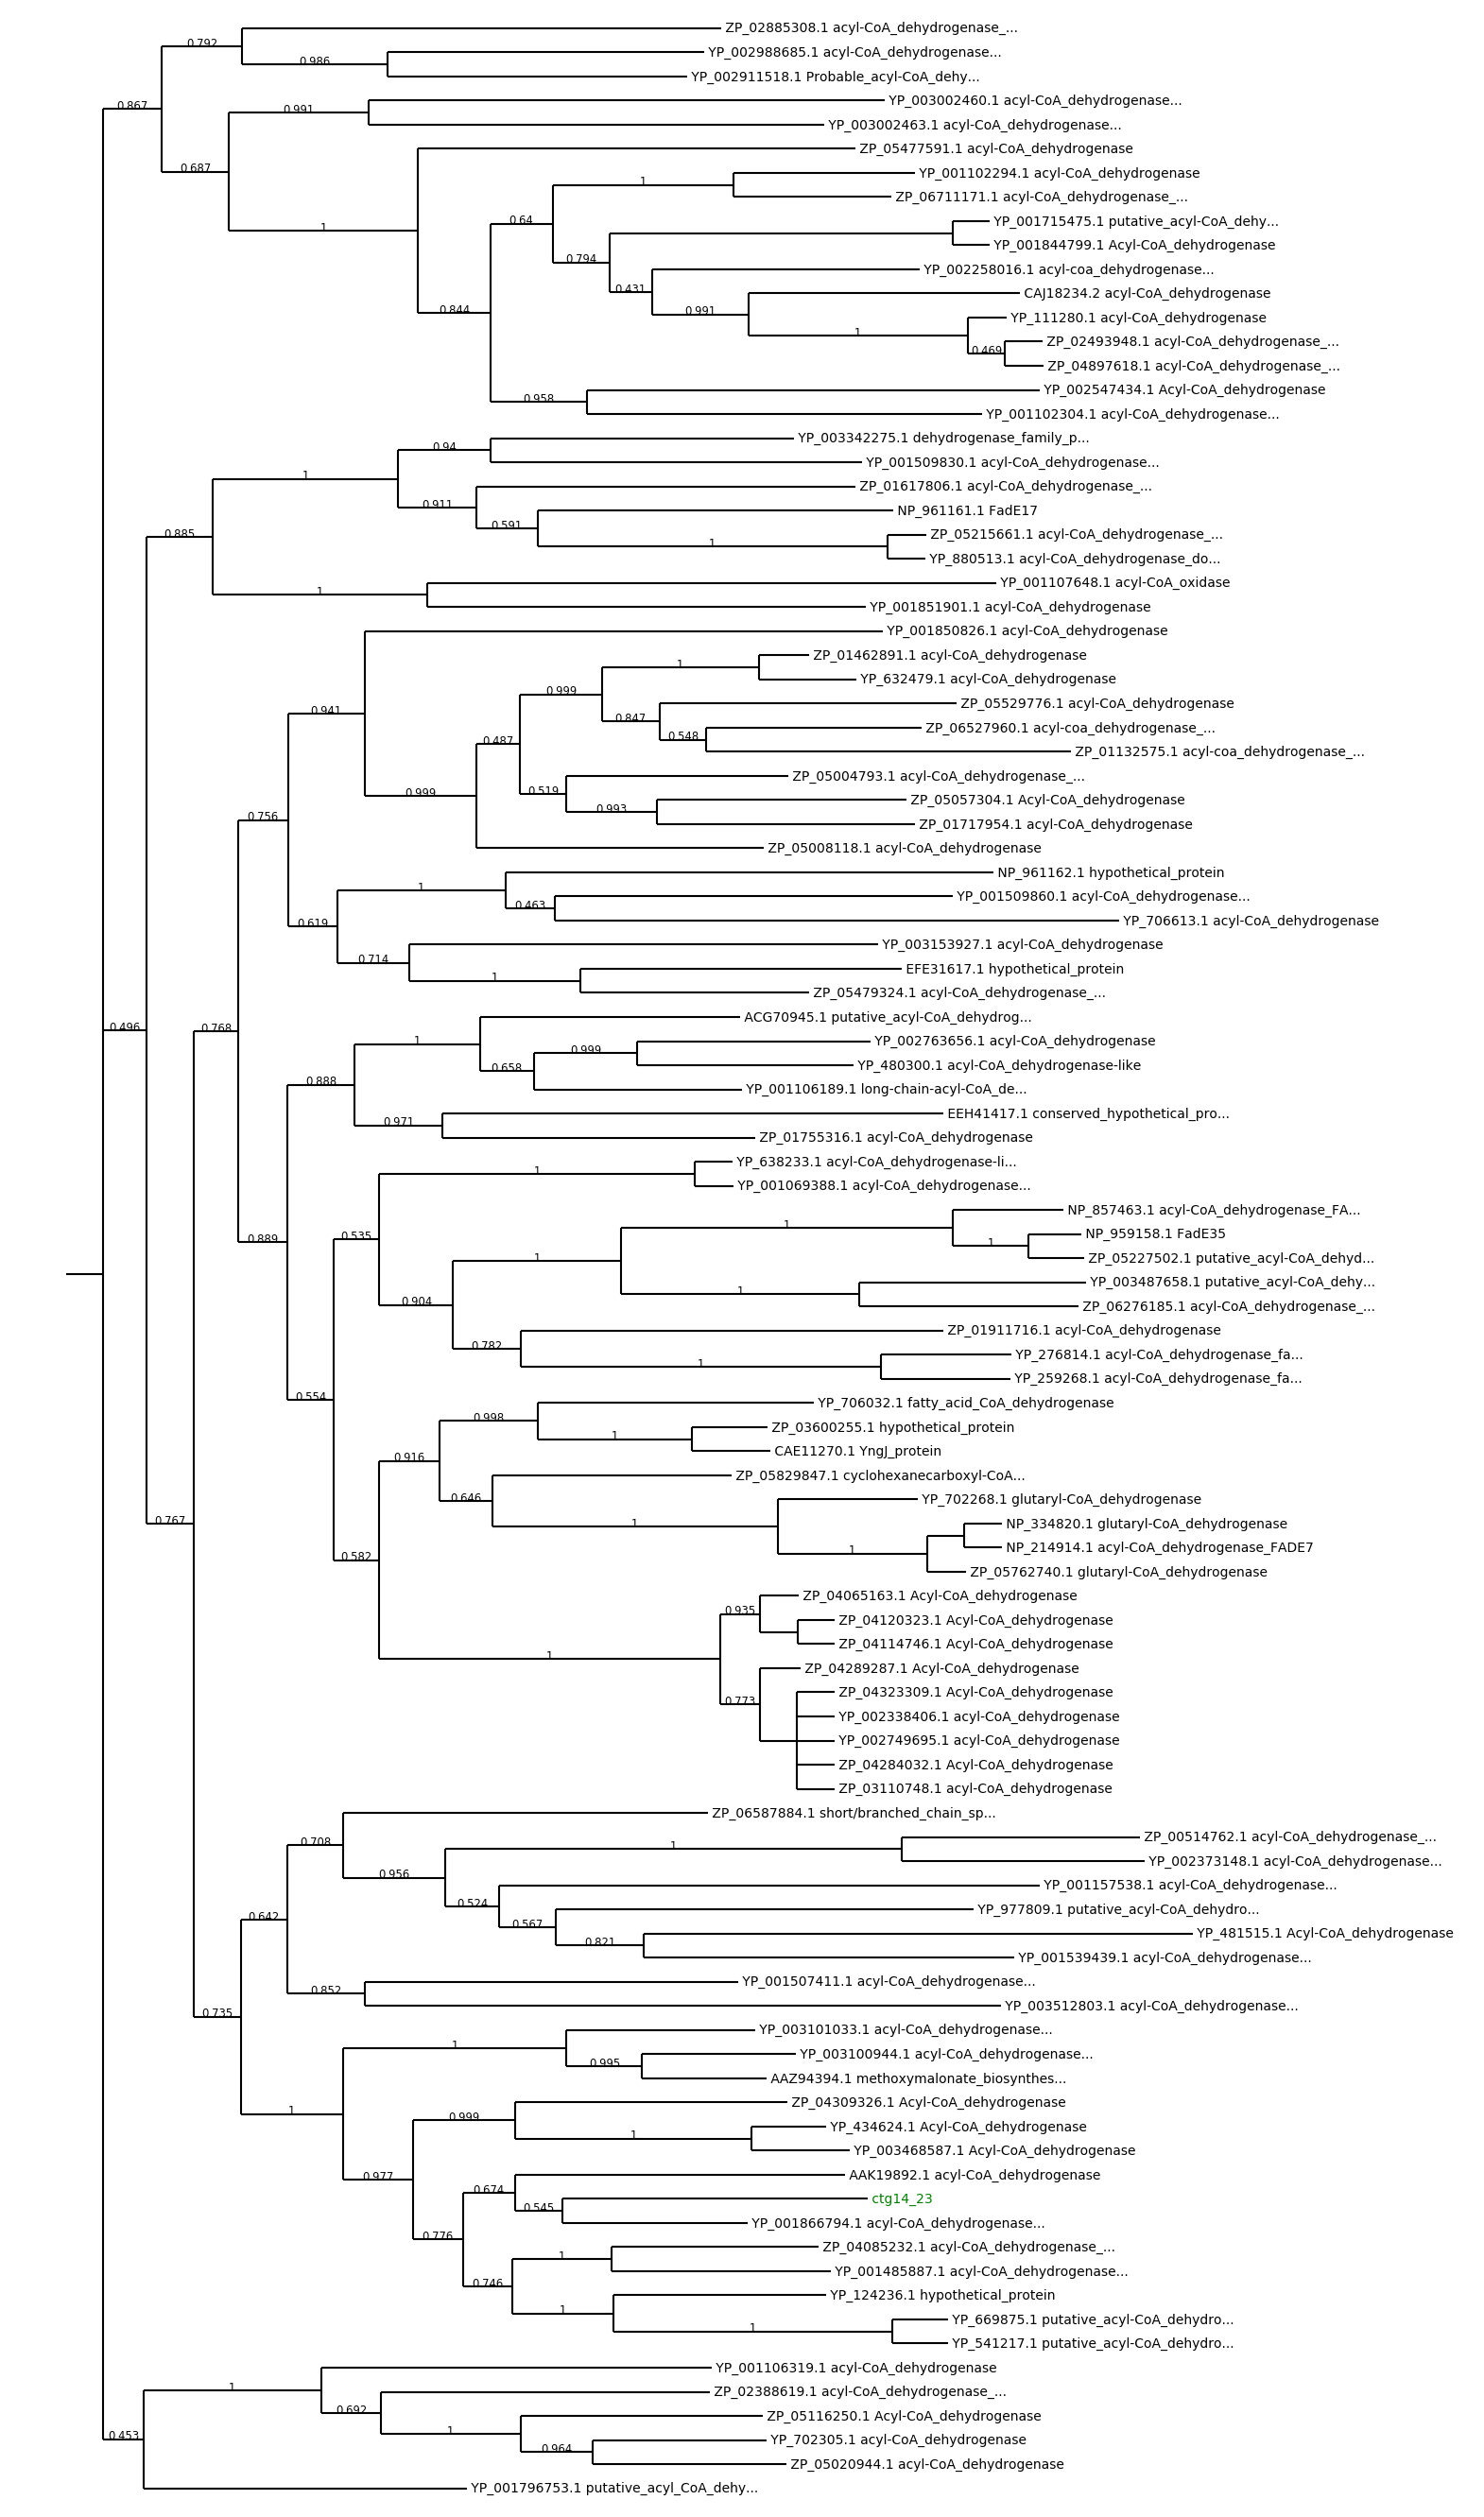 ZP_02885308.1 acyl-CoA_dehydrogenase_...
0.792
YP_002988685.1 acyl-CoA_dehydrogenase...
0.986
YP_002911518.1 Probable_acyl-CoA_dehy...
0.867
YP_003002460.1 acyl-CoA_dehydrogenase...
0.991
YP_003002463.1 acyl-CoA_dehydrogenase...
ZP_05477591.1 acyl-CoA_dehydrogenase
0.687
YP_001102294.1 acyl-CoA_dehydrogenase
1
ZP_06711171.1 acyl-CoA_dehydrogenase_...
0.64
1
YP_001715475.1 putative_acyl-CoA_dehy...
YP_001844799.1 Acyl-CoA_dehydrogenase
0.794
YP_002258016.1 acyl-coa_dehydrogenase...
0.431
CAJ18234.2 acyl-CoA_dehydrogenase
0.844
0.991
YP_111280.1 acyl-CoA_dehydrogenase
1
ZP_02493948.1 acyl-CoA_dehydrogenase_...
0.469
ZP_04897618.1 acyl-CoA_dehydrogenase_...
YP_002547434.1 Acyl-CoA_dehydrogenase
0.958
YP_001102304.1 acyl-CoA_dehydrogenase...
YP_003342275.1 dehydrogenase_family_p...
0.94
YP_001509830.1 acyl-CoA_dehydrogenase...
1
ZP_01617806.1 acyl-CoA_dehydrogenase_...
0.911
NP_961161.1 FadE17
0.591
ZP_05215661.1 acyl-CoA_dehydrogenase_...
0.885
1
YP_880513.1 acyl-CoA_dehydrogenase_do...
YP_001107648.1 acyl-CoA_oxidase
1
YP_001851901.1 acyl-CoA_dehydrogenase
YP_001850826.1 acyl-CoA_dehydrogenase
ZP_01462891.1 acyl-CoA_dehydrogenase
1
YP_632479.1 acyl-CoA_dehydrogenase
0.999
ZP_05529776.1 acyl-CoA_dehydrogenase
0.941
0.847
ZP_06527960.1 acyl-coa_dehydrogenase_...
0.548
0.487
ZP_01132575.1 acyl-coa_dehydrogenase_...
ZP_05004793.1 acyl-CoA_dehydrogenase_...
0.519
0.999
ZP_05057304.1 Acyl-CoA_dehydrogenase
0.993
0.756
ZP_01717954.1 acyl-CoA_dehydrogenase
ZP_05008118.1 acyl-CoA_dehydrogenase
NP_961162.1 hypothetical_protein
1
YP_001509860.1 acyl-CoA_dehydrogenase...
0.463
YP_706613.1 acyl-CoA_dehydrogenase
0.619
YP_003153927.1 acyl-CoA_dehydrogenase
0.714
EFE31617.1 hypothetical_protein
1
ZP_05479324.1 acyl-CoA_dehydrogenase_...
ACG70945.1 putative_acyl-CoA_dehydrog...
0.496
0.768
YP_002763656.1 acyl-CoA_dehydrogenase
1
0.999
YP_480300.1 acyl-CoA_dehydrogenase-like
0.658
0.888
YP_001106189.1 long-chain-acyl-CoA_de...
EEH41417.1 conserved_hypothetical_pro...
0.971
ZP_01755316.1 acyl-CoA_dehydrogenase
YP_638233.1 acyl-CoA_dehydrogenase-li...
1
YP_001069388.1 acyl-CoA_dehydrogenase...
NP_857463.1 acyl-CoA_dehydrogenase_FA...
1
NP_959158.1 FadE35
0.889
0.535
1
ZP_05227502.1 putative_acyl-CoA_dehyd...
1
YP_003487658.1 putative_acyl-CoA_dehy...
1
ZP_06276185.1 acyl-CoA_dehydrogenase_...
0.904
ZP_01911716.1 acyl-CoA_dehydrogenase
0.782
YP_276814.1 acyl-CoA_dehydrogenase_fa...
1
YP_259268.1 acyl-CoA_dehydrogenase_fa...
0.554
YP_706032.1 fatty_acid_CoA_dehydrogenase
0.998
ZP_03600255.1 hypothetical_protein
1
CAE11270.1 YngJ_protein
0.916
ZP_05829847.1 cyclohexanecarboxyl-CoA...
0.646
YP_702268.1 glutaryl-CoA_dehydrogenase
0.767
1
NP_334820.1 glutaryl-CoA_dehydrogenase
NP_214914.1 acyl-CoA_dehydrogenase_FADE7
0.582
1
ZP_05762740.1 glutaryl-CoA_dehydrogenase
ZP_04065163.1 Acyl-CoA_dehydrogenase
0.935
ZP_04120323.1 Acyl-CoA_dehydrogenase
ZP_04114746.1 Acyl-CoA_dehydrogenase
1
ZP_04289287.1 Acyl-CoA_dehydrogenase
ZP_04323309.1 Acyl-CoA_dehydrogenase
0.773
YP_002338406.1 acyl-CoA_dehydrogenase
YP_002749695.1 acyl-CoA_dehydrogenase
ZP_04284032.1 Acyl-CoA_dehydrogenase
ZP_03110748.1 acyl-CoA_dehydrogenase
ZP_06587884.1 short/branched_chain_sp...
ZP_00514762.1 acyl-CoA_dehydrogenase_...
0.708
1
YP_002373148.1 acyl-CoA_dehydrogenase...
0.956
YP_001157538.1 acyl-CoA_dehydrogenase...
0.524
YP_977809.1 putative_acyl-CoA_dehydro...
0.642
0.567
YP_481515.1 Acyl-CoA_dehydrogenase
0.821
YP_001539439.1 acyl-CoA_dehydrogenase...
YP_001507411.1 acyl-CoA_dehydrogenase...
0.852
YP_003512803.1 acyl-CoA_dehydrogenase...
0.735
YP_003101033.1 acyl-CoA_dehydrogenase...
1
YP_003100944.1 acyl-CoA_dehydrogenase...
0.995
AAZ94394.1 methoxymalonate_biosynthes...
ZP_04309326.1 Acyl-CoA_dehydrogenase
1
0.999
YP_434624.1 Acyl-CoA_dehydrogenase
1
YP_003468587.1 Acyl-CoA_dehydrogenase
AAK19892.1 acyl-CoA_dehydrogenase
0.977
0.674
ctg14_23
0.545
YP_001866794.1 acyl-CoA_dehydrogenase...
0.776
ZP_04085232.1 acyl-CoA_dehydrogenase_...
1
YP_001485887.1 acyl-CoA_dehydrogenase...
0.746
YP_124236.1 hypothetical_protein
1
YP_669875.1 putative_acyl-CoA_dehydro...
1
YP_541217.1 putative_acyl-CoA_dehydro...
YP_001106319.1 acyl-CoA_dehydrogenase
1
ZP_02388619.1 acyl-CoA_dehydrogenase_...
0.692
ZP_05116250.1 Acyl-CoA_dehydrogenase
1
0.453
YP_702305.1 acyl-CoA_dehydrogenase
0.964
ZP_05020944.1 acyl-CoA_dehydrogenase
YP_001796753.1 putative_acyl_CoA_dehy...